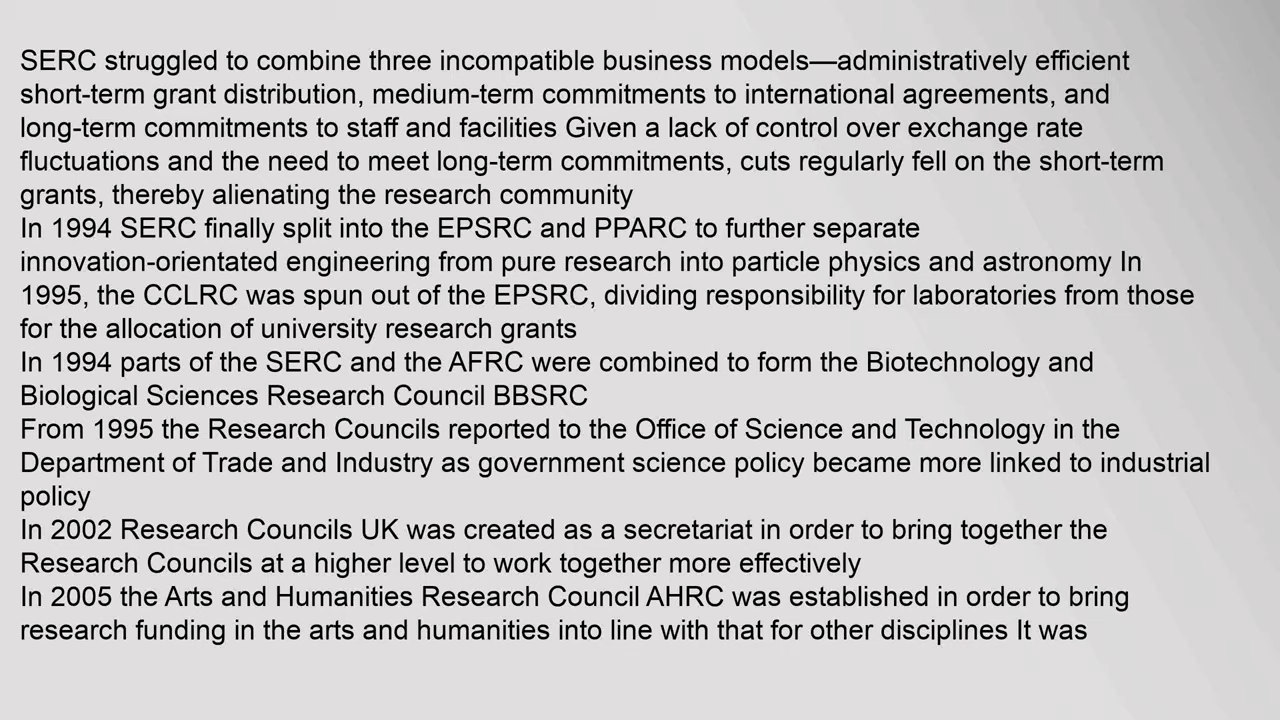 SERC struggled to combine three incompatible business models—administratively efficient
short-term grant distribution, medium-term commitments to international agreements, and
long-term commitments to staff and facilities Given a lack of control over exchange rate
fluctuations and the need to meet long-term commitments, cuts regularly fell on the short-term
grants, thereby alienating the research community
In 1994 SERC finally split into the EPSRC and PPARC to further separate
innovation-orientated engineering from pure research into particle physics and astronomy In
1995, the CCLRC was spun out of the EPSRC, dividing responsibility for laboratories from those
for the allocation of university research grants
In 1994 parts of the SERC and the AFRC were combined to form the Biotechnology and
Biological Sciences Research Council BBSRC
From 1995 the Research Councils reported to the Office of Science and Technology in the
Department of Trade and Industry as government science policy became more linked to industrial
policy
In 2002 Research Councils UK was created as a secretariat in order to bring together the
Research Councils at a higher level to work together more effectively
In 2005 the Arts and Humanities Research Council AHRC was established in order to bring
research funding in the arts and humanities into line with that for other disciplines It was